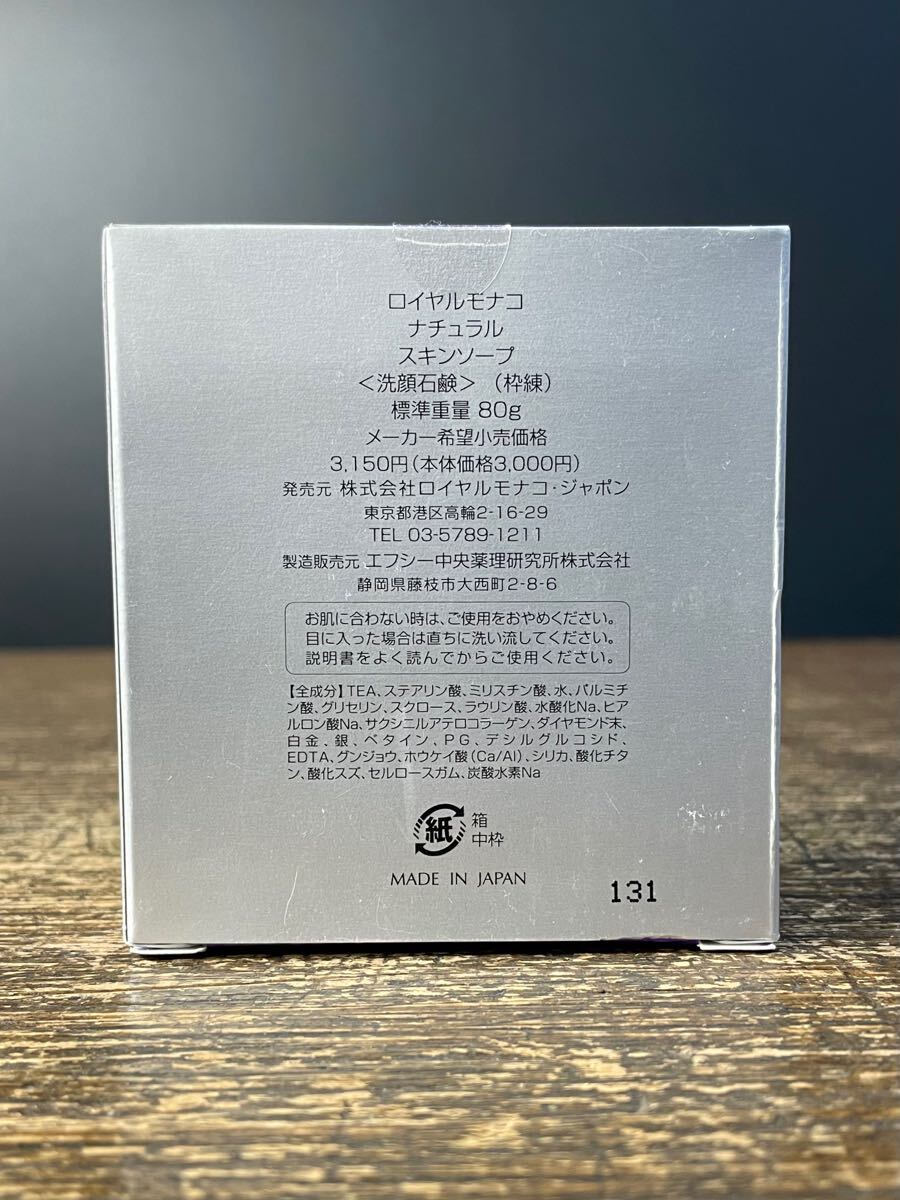 ロイヤルモナコ
ナチュラル
スキンソープ
＜洗顔石鹸＞（枠練）
標準重量 80g
メーカー希望小売価格
3,150円(本体価格3,000円)
発売元 株式会社ロイヤルモナコ・ジャポン
東京都港区高輪2-16-29
TEL 03-5789-1211
製造販売元 エフシー中央薬理研究所株式会社
静岡県藤枝市大西町2-8-6
お肌に合わない時は、ご使用をおやめください。
目に入った場合は直ちに洗い流してください。
説明書をよく読んでからご使用ください。
【全成分】TEA、ステアリン酸、ミリスチン酸、水、パルミチ
ン酸、グリセリン、スクロース、ラウリン酸、水酸化Na、ヒア
ルロン酸Na、サクシニルアテロコラーゲン、ダイヤモンド末、
白金、銀、ベタイン、PG、デシルグルコシド、
EDTA、グンジョウ、ホウケイ酸(Ca/Al)、シリカ、酸化チタ
ン、酸化スズ、セルロースガム、炭酸水素Na
紙
箱
中枠
MADE IN JAPAN
131